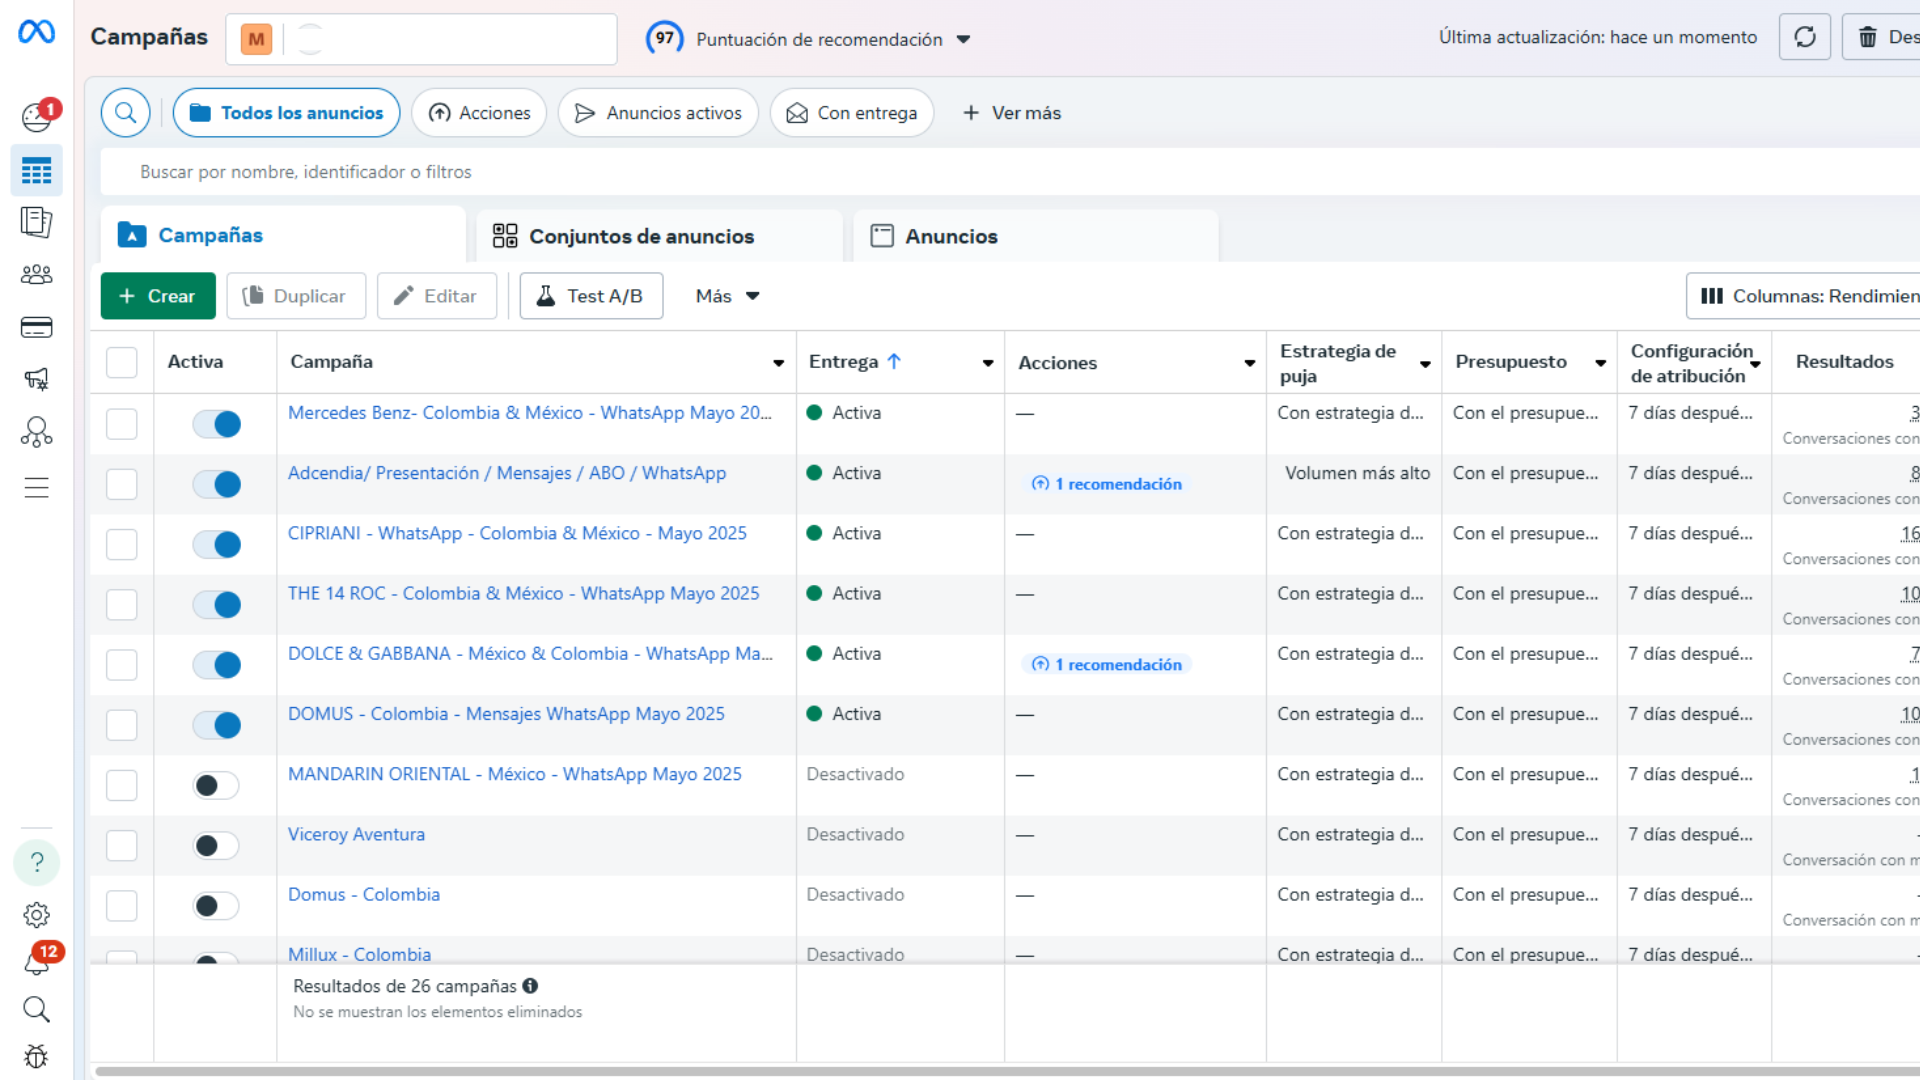 Campañas
M
97
Puntuación de recomendación
Última actualización: hace un momento
Des
1
Todos los anuncios
Acciones
Anuncios activos
Con entrega
+ Ver más
Buscar por nombre, identificador o filtros
Campañas
Conjuntos de anuncios
Anuncios
+ Crear
Duplicar
Editar
Test A/B
Más
Columnas: Rendimien
Activa
Campaña
Entrega ↑
Acciones
Estrategia de
puja
Presupuesto
Configuración
de atribución
Resultados
Mercedes Benz- Colombia & México - WhatsApp Mayo 20...
Activa
—
Con estrategia d...
Con el presupue...
7 días despué...
3
Conversaciones con
Adcendia/ Presentación / Mensajes / ABO / WhatsApp
Activa
1 recomendación
Volumen más alto
Con el presupue...
7 días despué...
8
Conversaciones con
CIPRIANI - WhatsApp - Colombia & México - Mayo 2025
Activa
—
Con estrategia d...
Con el presupue...
7 días despué...
16
Conversaciones con
THE 14 ROC - Colombia & México - WhatsApp Mayo 2025
Activa
—
Con estrategia d...
Con el presupue...
7 días despué...
10
Conversaciones con
DOLCE & GABBANA - México & Colombia - WhatsApp Ma...
Activa
1 recomendación
Con estrategia d...
Con el presupue...
7 días despué...
7
Conversaciones con
DOMUS - Colombia - Mensajes WhatsApp Mayo 2025
Activa
—
Con estrategia d...
Con el presupue...
7 días despué...
10
Conversaciones con
MANDARIN ORIENTAL - México - WhatsApp Mayo 2025
Desactivado
—
Con estrategia d...
Con el presupue...
7 días despué...
1
Conversaciones con
Viceroy Aventura
Desactivado
—
Con estrategia d...
Con el presupue...
7 días despué...
Conversación con m
Domus - Colombia
Desactivado
—
Con estrategia d...
Con el presupue...
7 días despué...
Conversación con m
Millux - Colombia
Desactivado
—
Con estrategia d...
Con el presupue...
7 días despué...
Resultados de 26 campañas
No se muestran los elementos eliminados
?
12